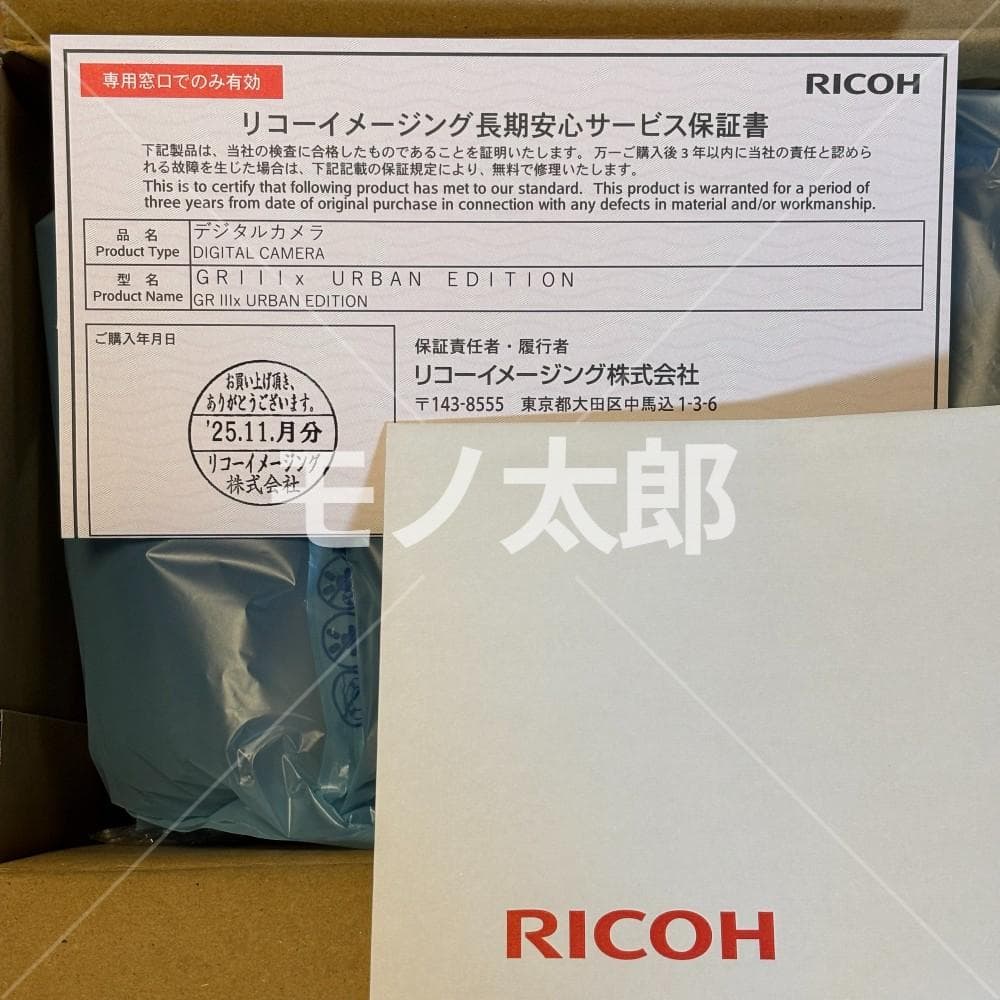 専用窓口でのみ有効
RICOH
リコーイメージング長期安心サービス保証書
下記製品は、当社の検査に合格したものであることを証明いたします。万一ご購入後3年以内に当社の責任と認めら
れる故障を生じた場合は、下記記載の保証規定により、無料で修理いたします。
This is to certify that following product has met to our standard. This product is warranted for a period of
three years from date of original purchase in connection with any defects in material and/or workmanship.
品 名 デジタルカメラ
Product Type DIGITAL CAMERA
型 名 GRIIIx URBAN EDITION
Product Name GR IIIx URBAN EDITION
ご購入年月日
お買い上げ頂き、
ありがとうございます。
'25.11.月分
リコーイメージング
株式会社
保証責任者・履行者
リコーイメージング株式会社
〒143-8555 東京都大田区中馬込1-3-6
モノ太郎
RICOH